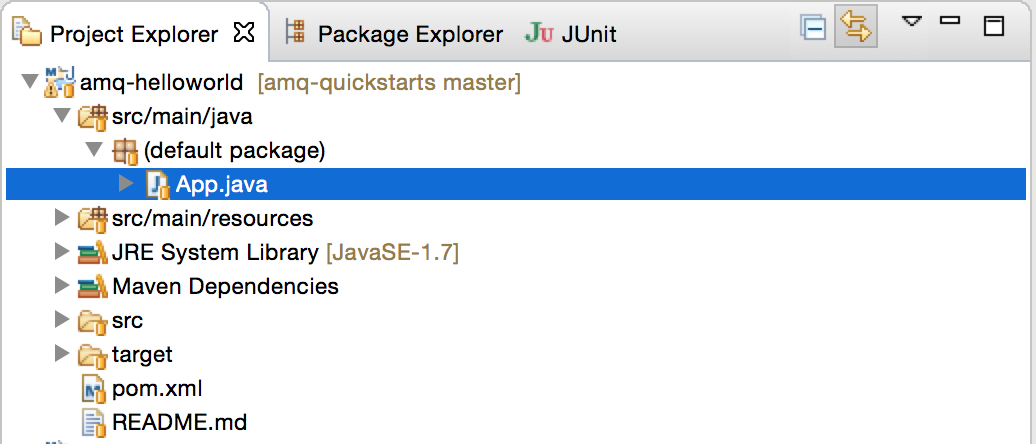 Project Explorer Package Explorer JU JUnit
amq-helloworld [amq-quickstarts master]
src/main/java
(default package)
App.java
src/main/resources
JRE System Library [JavaSE-1.7]
Maven Dependencies
src
target
pom.xml
README.md